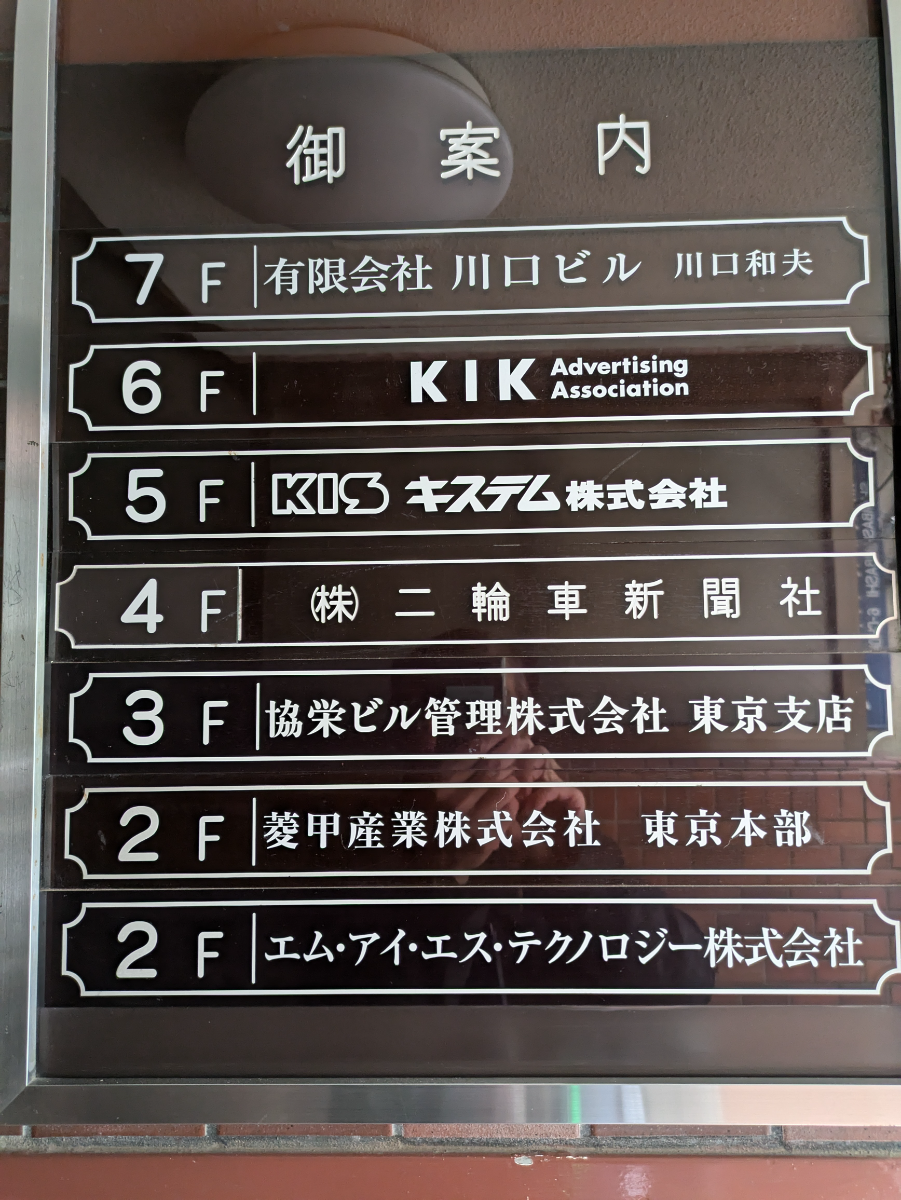 御案内
7F 有限会社 川口ビル 川口和夫
6F KIK Advertising Association
5F KIS キステム株式会社
4F ㈱二輪車新聞社
3F 協栄ビル管理株式会社 東京支店
2F 菱甲産業株式会社 東京本部
2F エム・アイ・エス・テクノロジー株式会社